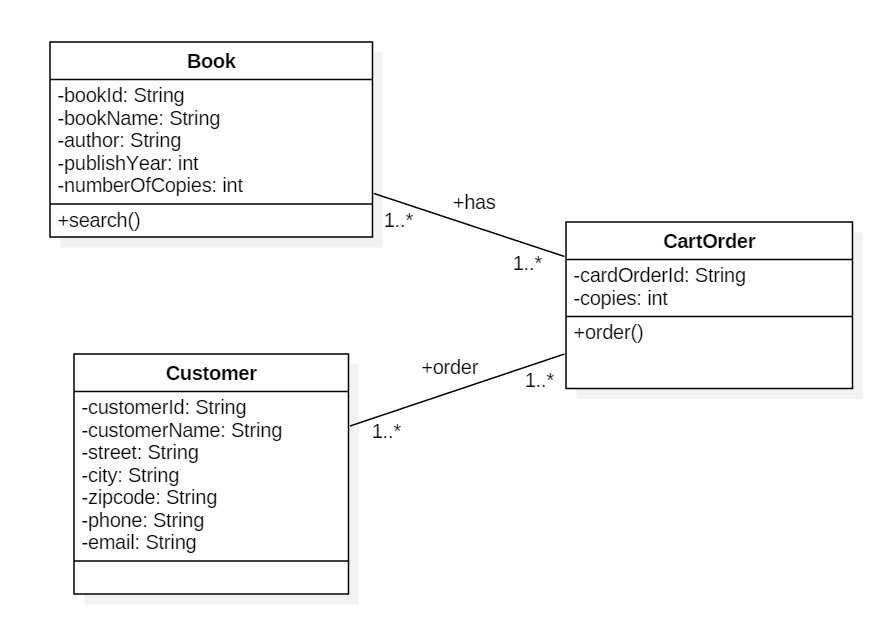 Book
-bookId: String
-bookName: String
-author: String
-publishYear: int
-numberOfCopies: int
+search()
+has
1..*
1..*
CartOrder
-cardOrderId: String
-copies: int
+order()
+order
1..*
1..*
Customer
-customerId: String
-customerName: String
-street: String
-city: String
-zipcode: String
-phone: String
-email: String